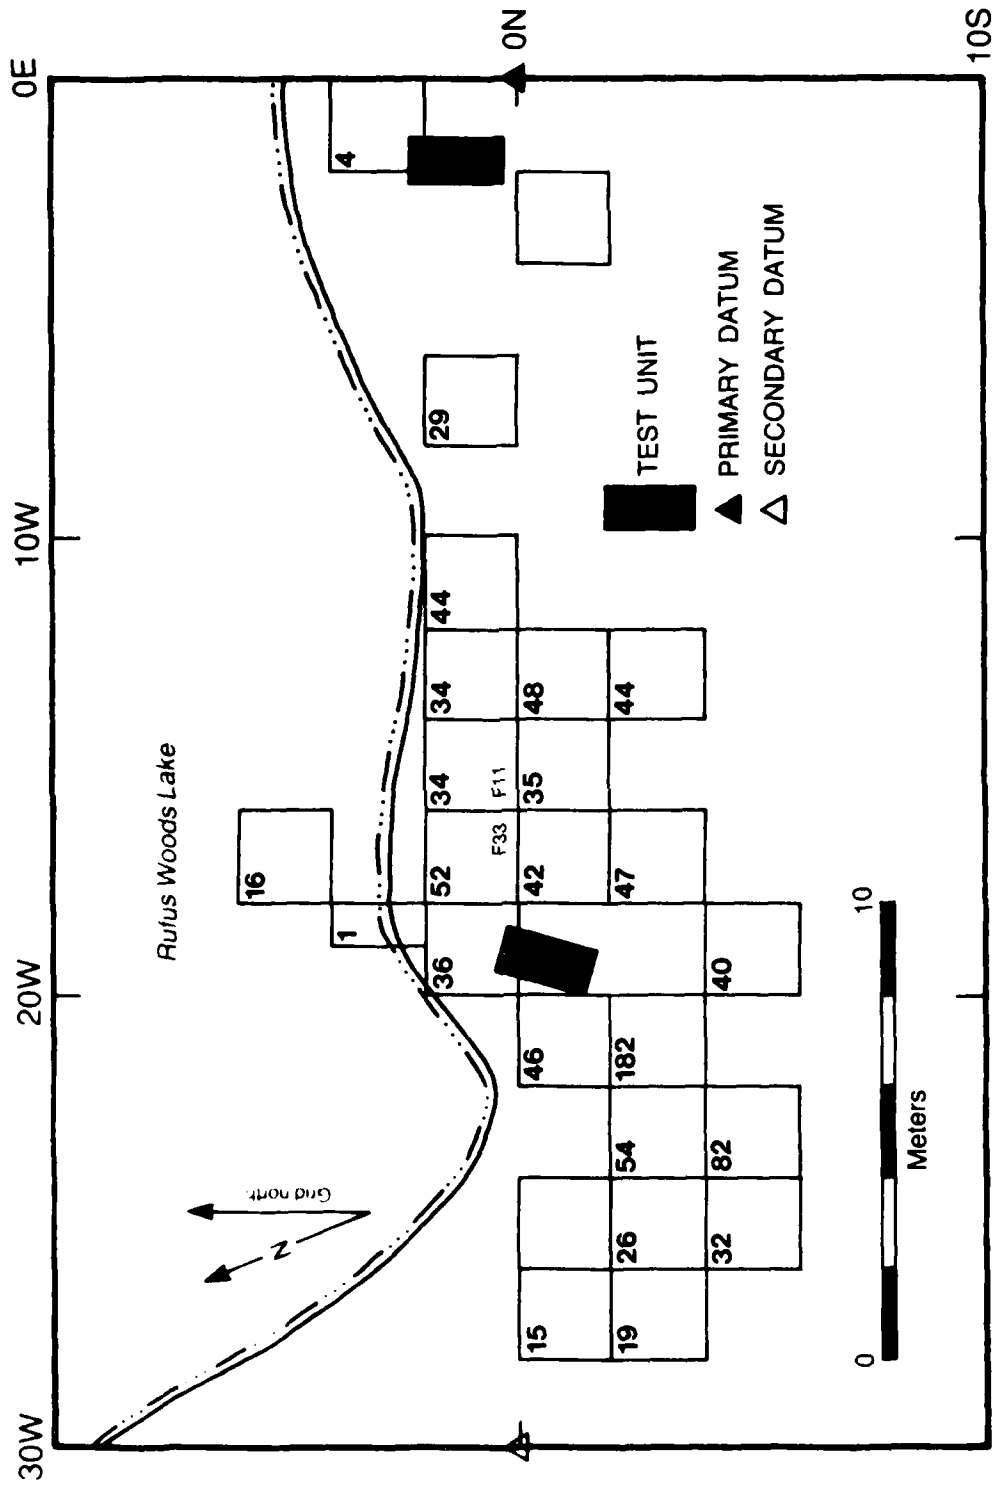 30W 20W 10W 0E
Rufus Woods Lake
16
N
Grid north
1 4
36 52 34 34 44 29
F33 F11
0N
15 46 42 35 48
19 26 54 182 47 44
TEST UNIT
32 82 40
PRIMARY DATUM
SECONDARY DATUM
0 10
Meters
10S